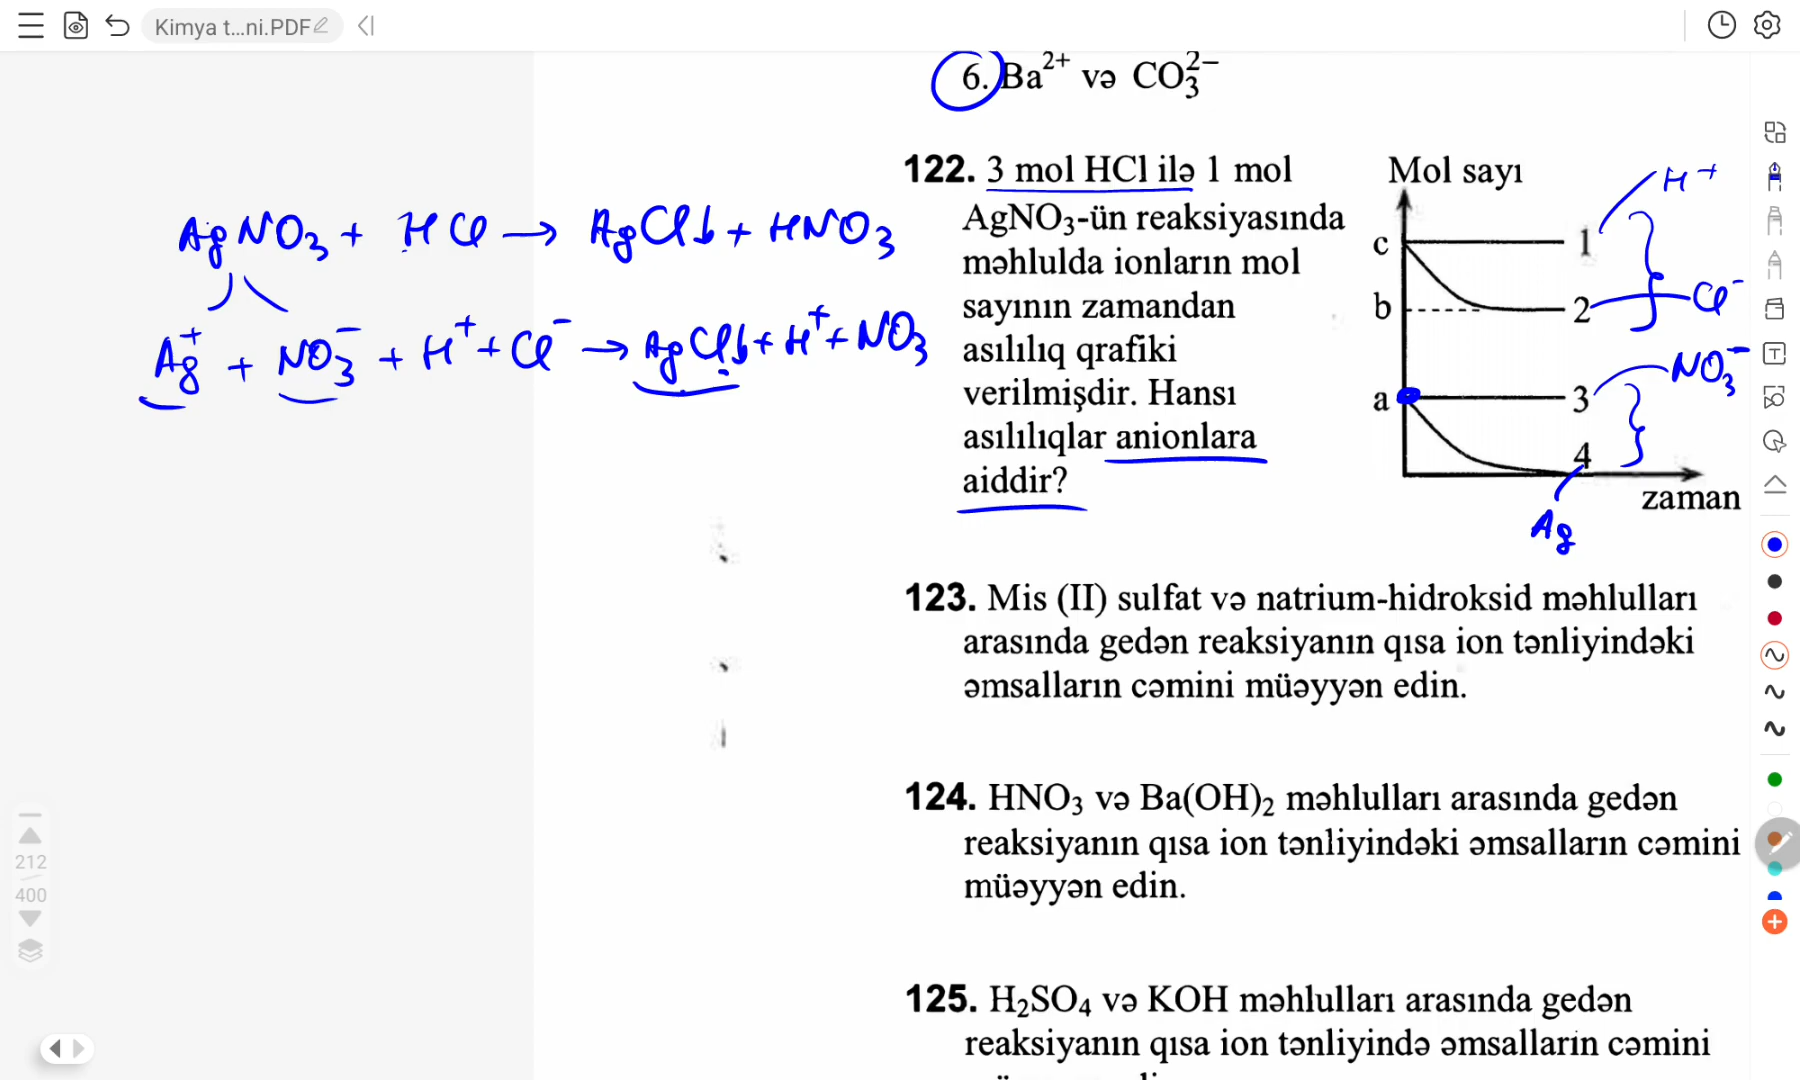 Kimya t...ni.PDF
6. Ba²⁺ və CO₃²⁻
122. 3 mol HCl ilə 1 mol
AgNO₃-ün reaksiyasında
məhlulda ionların mol
sayının zamandan
asılılıq qrafiki
verilmişdir. Hansı
asılılıqlar anionlara
aiddir?
Mol sayı
c
b
a
1
2
3
4
zaman
H⁺
Cl⁻
NO₃⁻
Ag
AgNO₃ + HCl → AgCl↓ + HNO₃
Ag⁺ + NO₃⁻ + H⁺ + Cl⁻ → AgCl↓ + H⁺ + NO₃
123. Mis (II) sulfat və natrium-hidroksid məhlulları
arasında gedən reaksiyanın qısa ion tənliyindəki
əmsalların cəmini müəyyən edin.
124. HNO₃ və Ba(OH)₂ məhlulları arasında gedən
reaksiyanın qısa ion tənliyindəki əmsalların cəmini
müəyyən edin.
125. H₂SO₄ və KOH məhlulları arasında gedən
reaksiyanın qısa ion tənliyində əmsalların cəmini
212
400